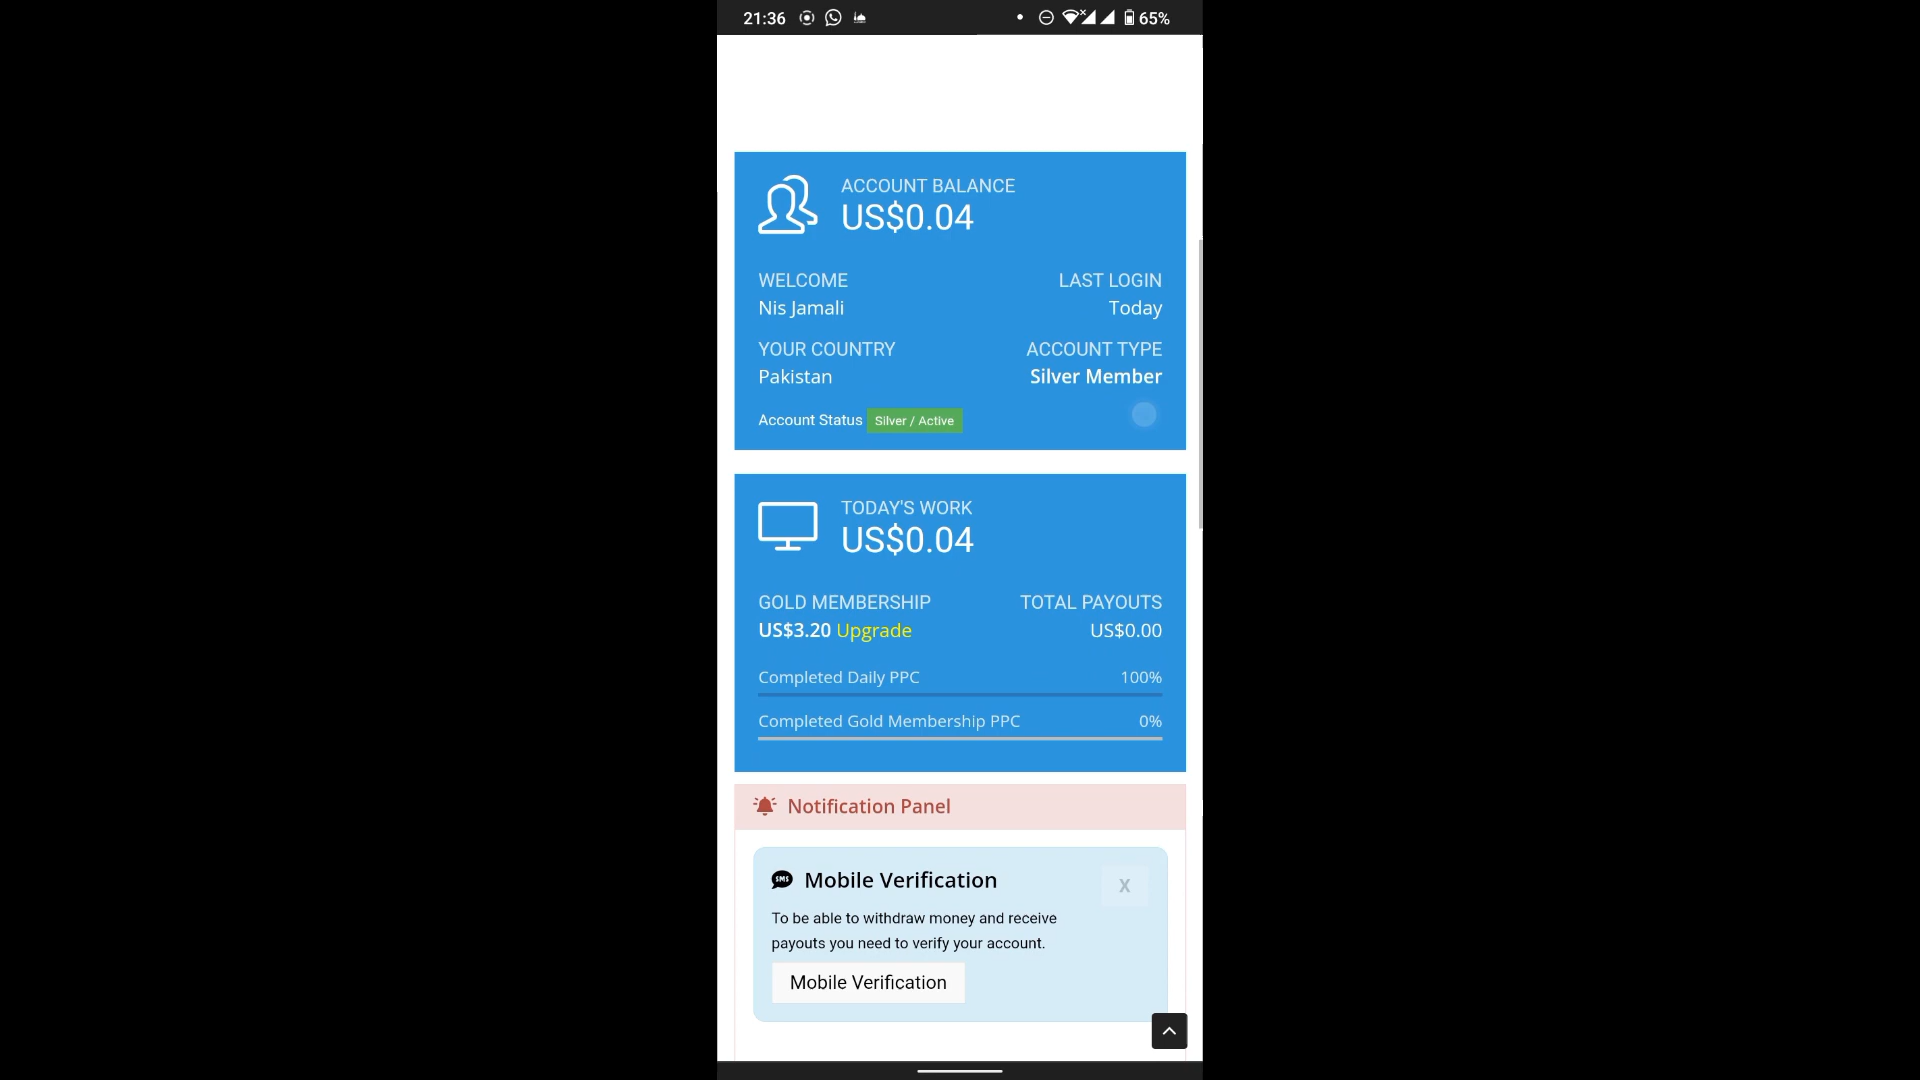 21:36
65%
ACCOUNT BALANCE
US$0.04
WELCOME
LAST LOGIN
Nis Jamali
Today
YOUR COUNTRY
ACCOUNT TYPE
Pakistan
Silver Member
Account Status Silver / Active
TODAY'S WORK
US$0.04
GOLD MEMBERSHIP
TOTAL PAYOUTS
US$3.20 Upgrade
US$0.00
Completed Daily PPC
100%
Completed Gold Membership PPC
0%
Notification Panel
SMS
Mobile Verification
X
To be able to withdraw money and receive
payouts you need to verify your account.
Mobile Verification